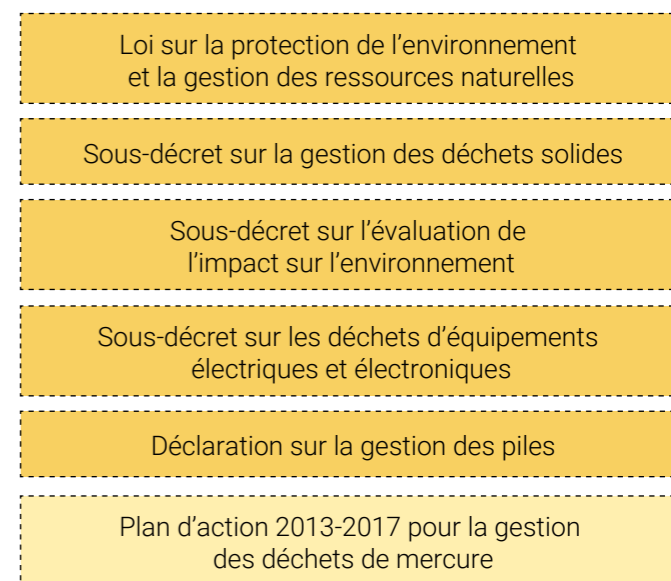 Loi sur la protection de l’environnement
et la gestion des ressources naturelles
Sous-décret sur la gestion des déchets solides
Sous-décret sur l’évaluation de
l’impact sur l’environnement
Sous-décret sur les déchets d’équipements
électriques et électroniques
Déclaration sur la gestion des piles
Plan d’action 2013-2017 pour la gestion
des déchets de mercure